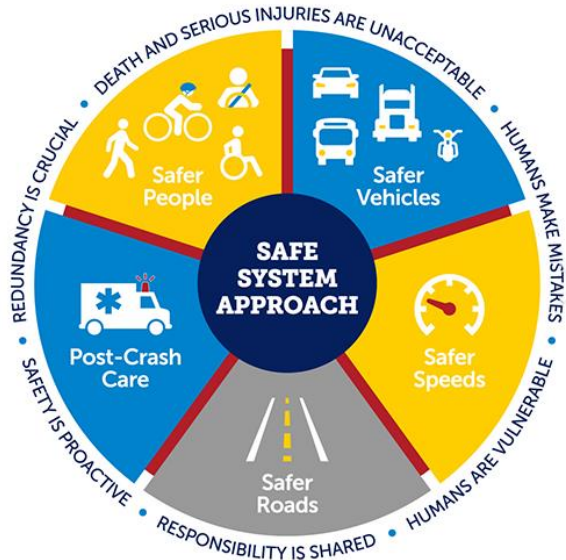 DEATH AND SERIOUS INJURIES ARE UNACCEPTABLE
HUMANS MAKE MISTAKES
HUMANS ARE VULNERABLE
RESPONSIBILITY IS SHARED
SAFETY IS PROACTIVE
REDUNDANCY IS CRUCIAL
Safer
People
Safer
Vehicles
SAFE
SYSTEM
APPROACH
Post-Crash
Care
Safer
Speeds
Safer
Roads